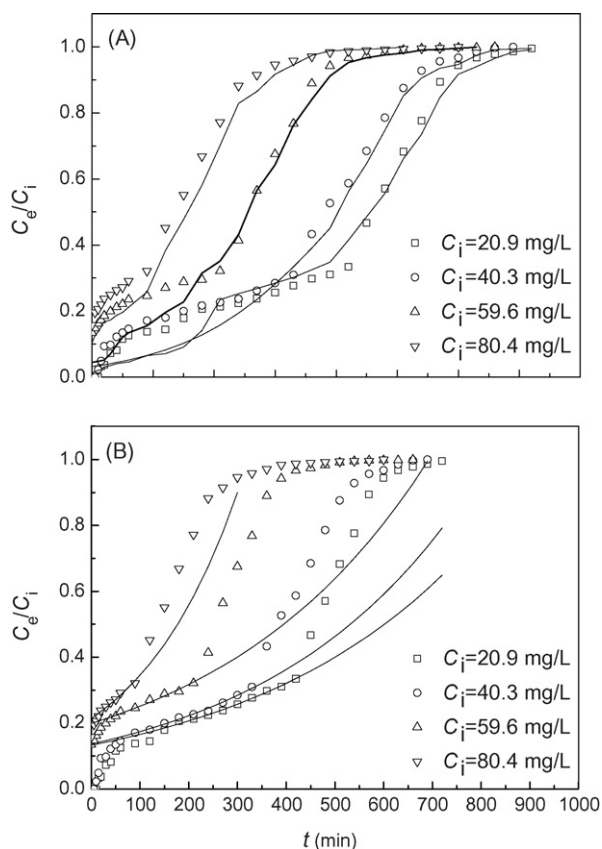 (A)
1.0
0.8
0.6
0.4
0.2
0.0
Cₑ/Cᵢ
Cᵢ=20.9 mg/L
Cᵢ=40.3 mg/L
Cᵢ=59.6 mg/L
Cᵢ=80.4 mg/L
(B)
1.0
0.8
0.6
0.4
0.2
0.0
Cₑ/Cᵢ
Cᵢ=20.9 mg/L
Cᵢ=40.3 mg/L
Cᵢ=59.6 mg/L
Cᵢ=80.4 mg/L
0 100 200 300 400 500 600 700 800 900 1000
t (min)